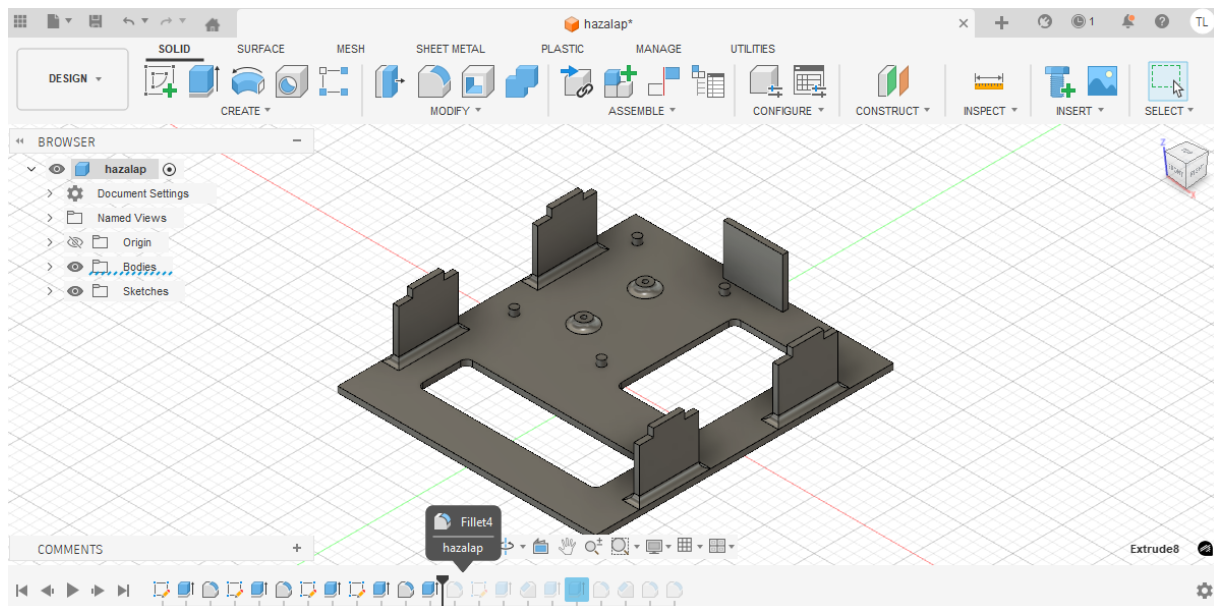 hazalap*
1
TL
DESIGN
SOLID SURFACE MESH SHEET METAL PLASTIC MANAGE UTILITIES
CREATE MODIFY ASSEMBLE CONFIGURE CONSTRUCT INSPECT INSERT SELECT
BROWSER
hazalap
Document Settings
Named Views
Origin
Bodies
Sketches
Z
X
Fillet4
hazalap
COMMENTS
Extrude8